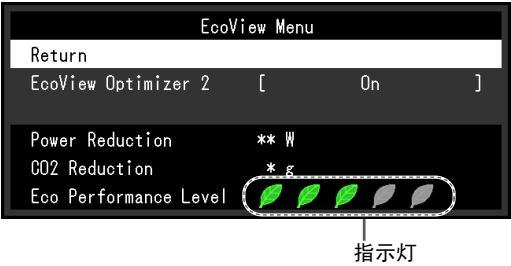 EcoView Menu
Return
EcoView Optimizer 2 [ On ]
Power Reduction ** W
CO2 Reduction * g
Eco Performance Level
指示灯